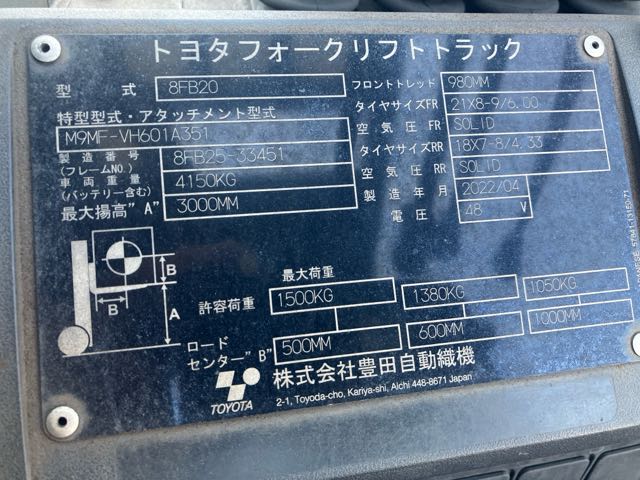 トヨタフォークリフトトラック
型 式 8FB20
特型型式・アタッチメント型式
M9MF-VH601A351
製造番号 (フレームNO.) 8FB25-33451
車両重量 (バッテリー含む) 4150KG
最大揚高"A" 3000MM
フロントトレッド 980MM
タイヤサイズFR 21X8-9/6.00
空気圧 FR SOLID
タイヤサイズRR 18X7-8/4.33
空気圧 RR SOLID
製造年月 2022/04
電圧 48 V
B
B
A
最大荷重
許容荷重 1500KG 1380KG 1050KG
ロードセンター"B" 500MM 600MM 1000MM
TOYOTA
株式会社豊田自動織機
2-1, Toyoda-cho, Kariya-shi, Aichi 448-8671 Japan